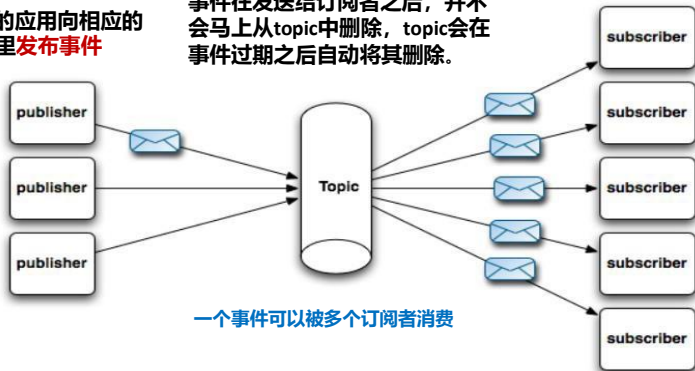 的应用向相应的
里发布事件
事件在发送给订阅者之后，并不
会马上从topic中删除，topic会在
事件过期之后自动将其删除。
publisher
publisher
publisher
Topic
subscriber
subscriber
subscriber
subscriber
subscriber
一个事件可以被多个订阅者消费